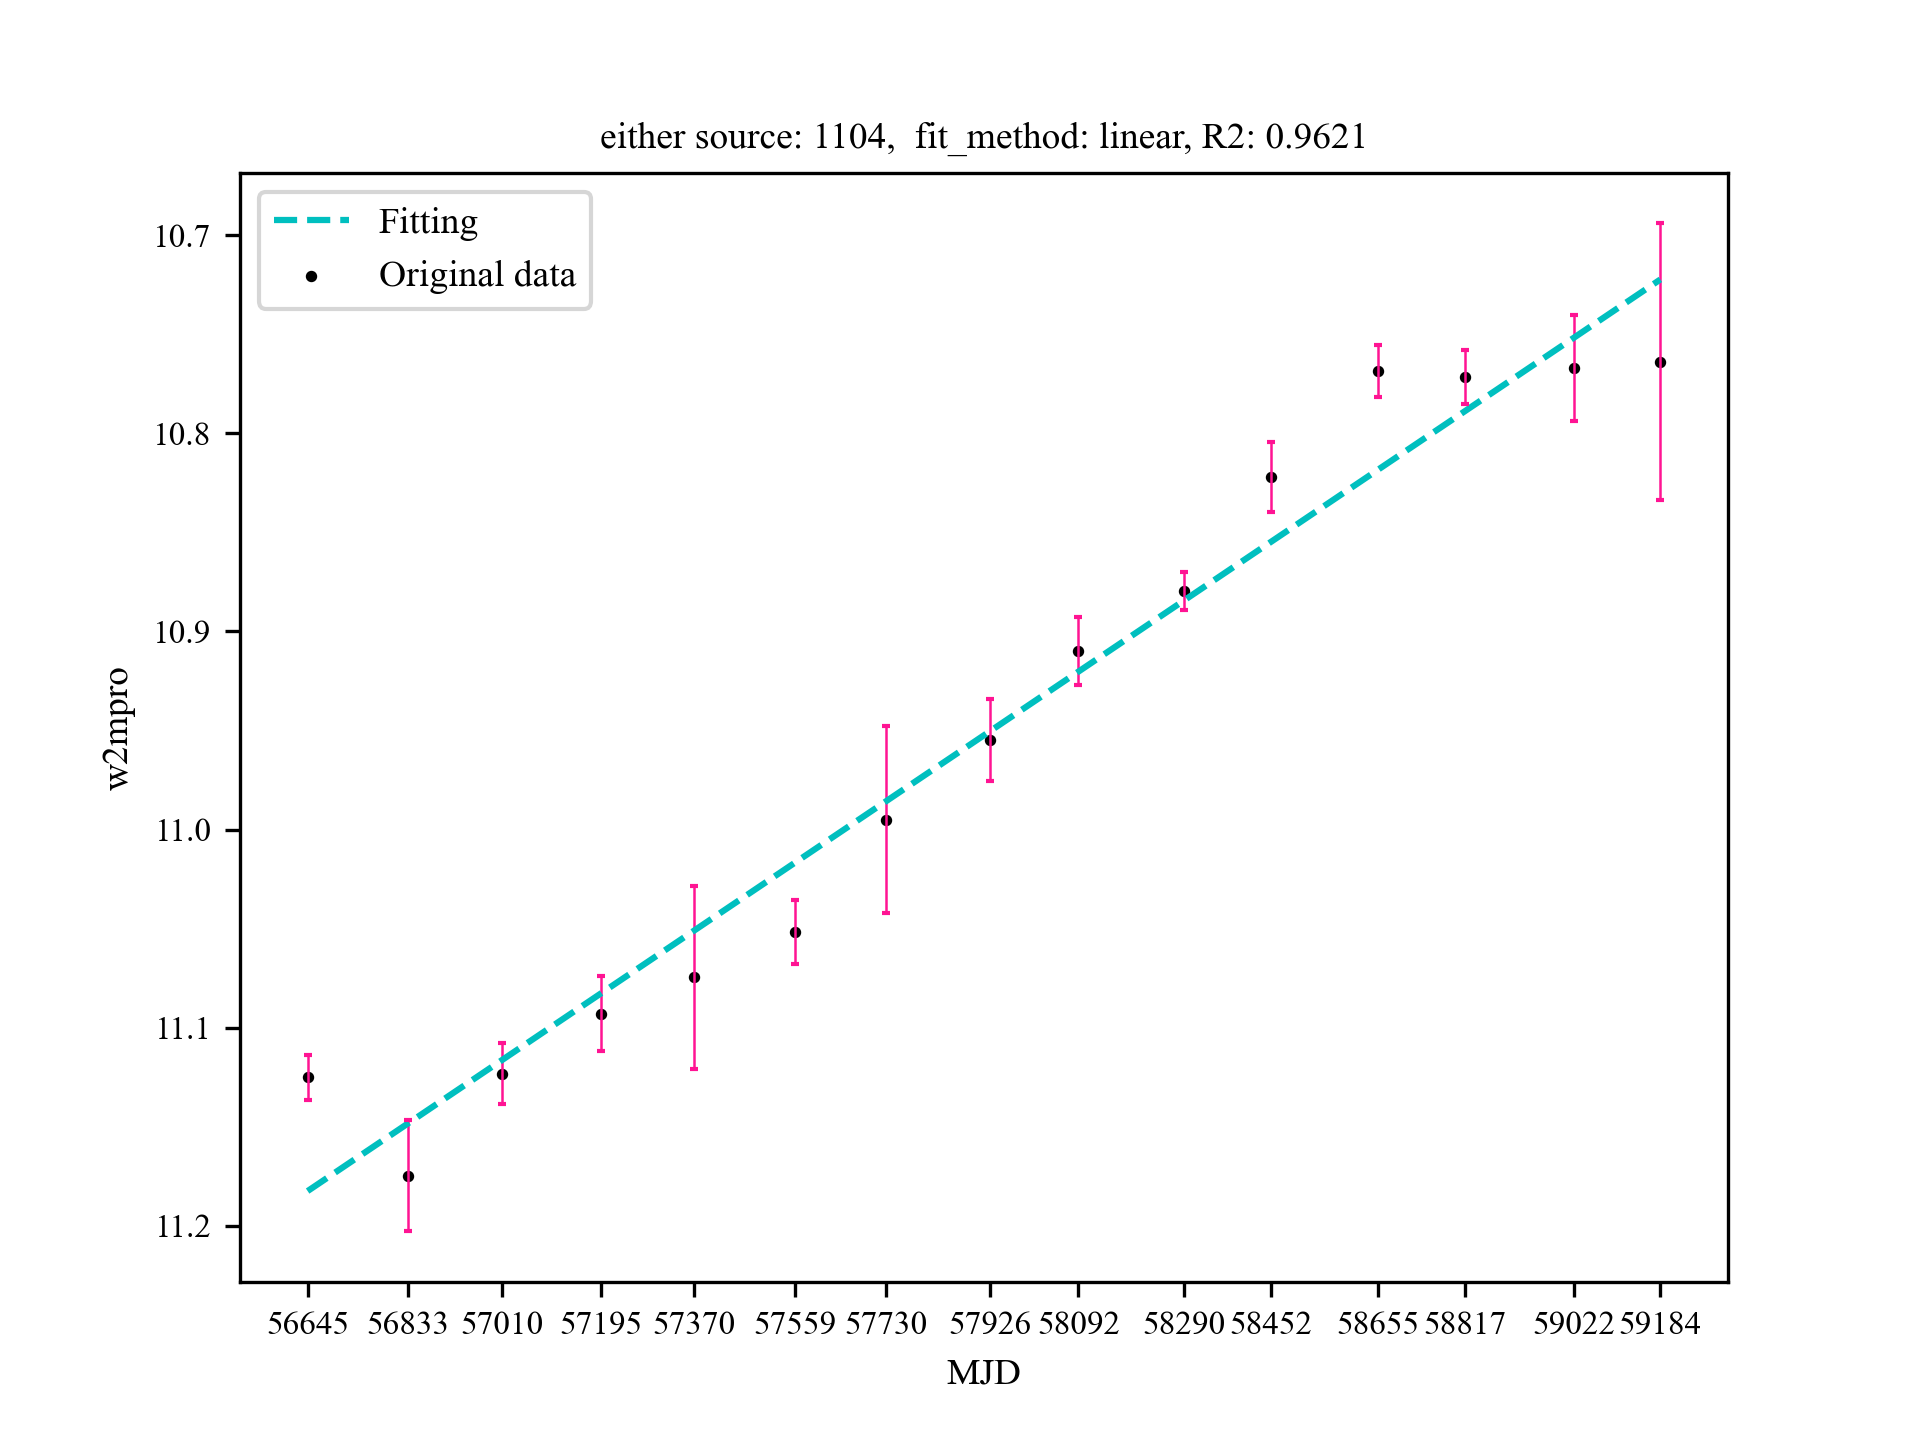 either source: 1104,  fit_method: linear, R2: 0.9621
Fitting
Original data
10.7
10.8
10.9
11.0
11.1
11.2
w2mpro
56645 56833 57010 57195 57370 57559 57730 57926 58092 58290 58452 58655 58817 59022 59184
MJD